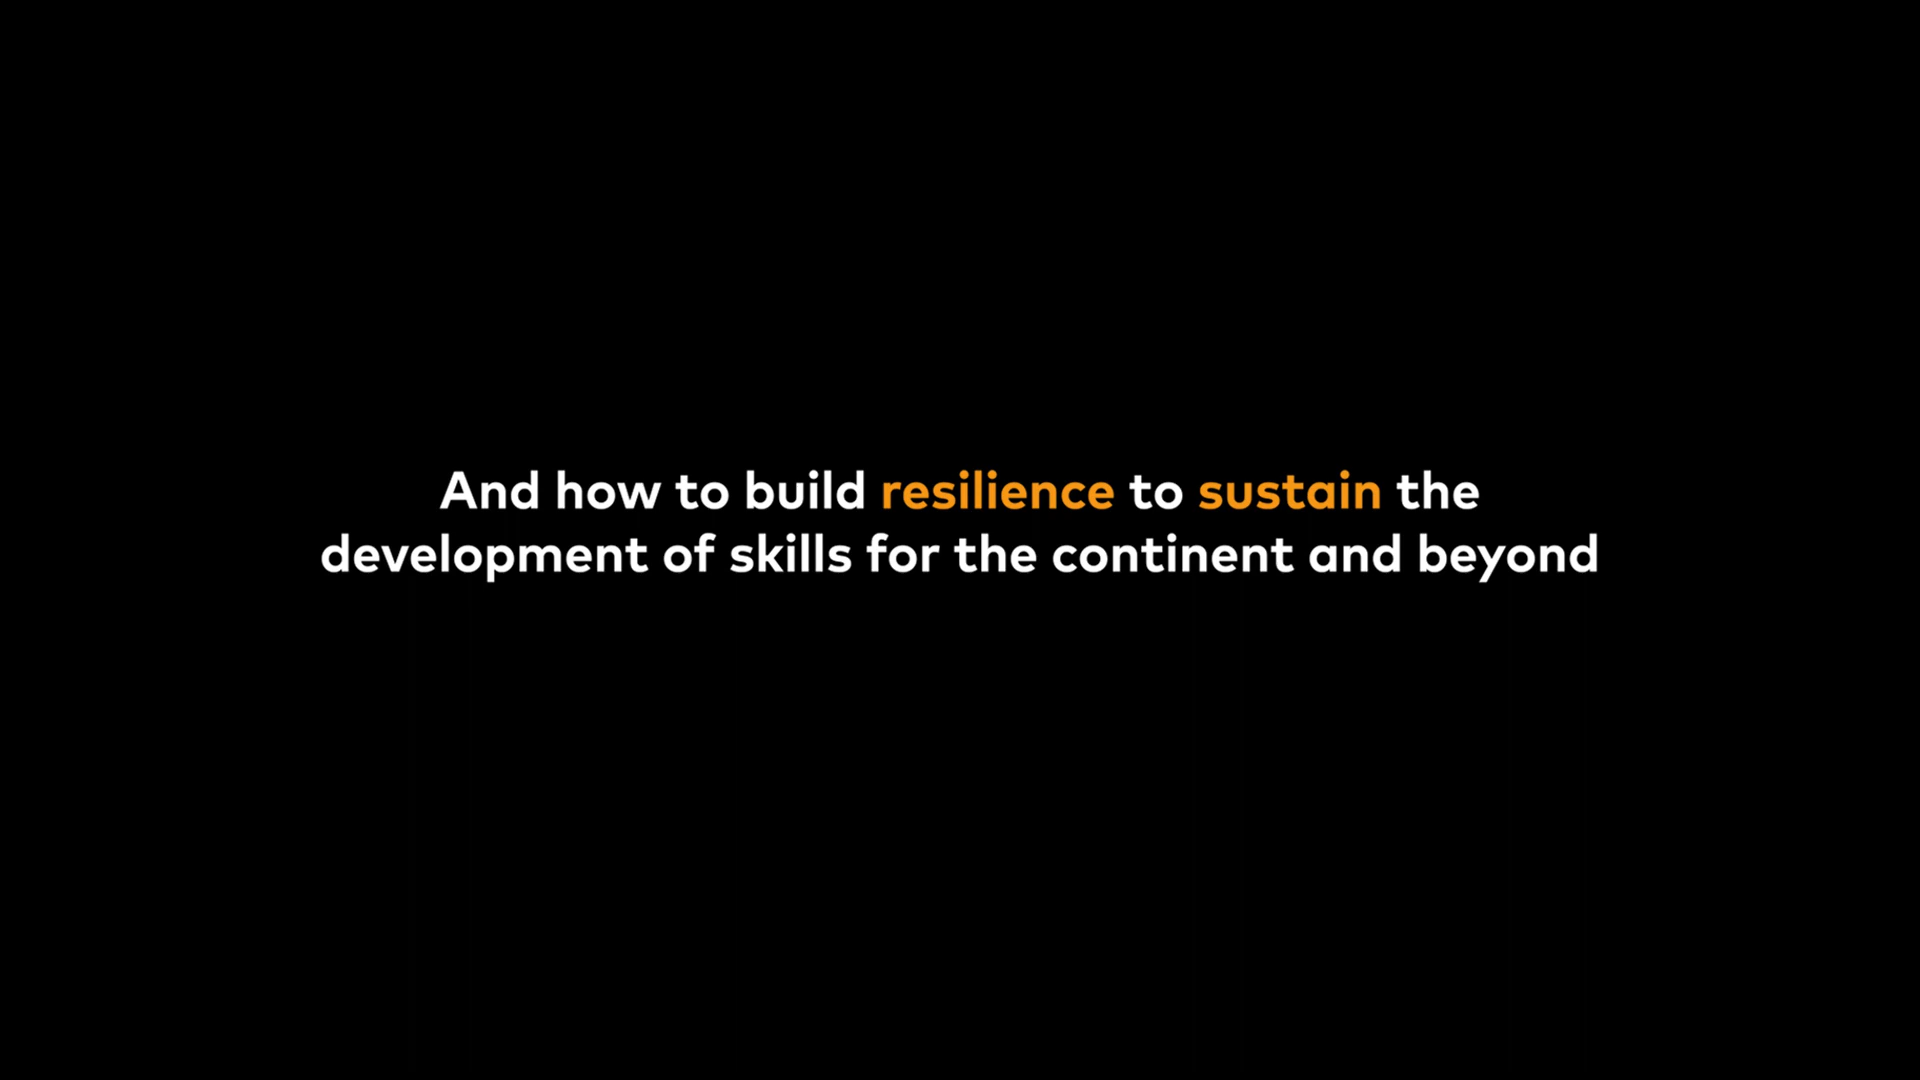 And how to build resilience to sustain the
development of skills for the continent and beyond